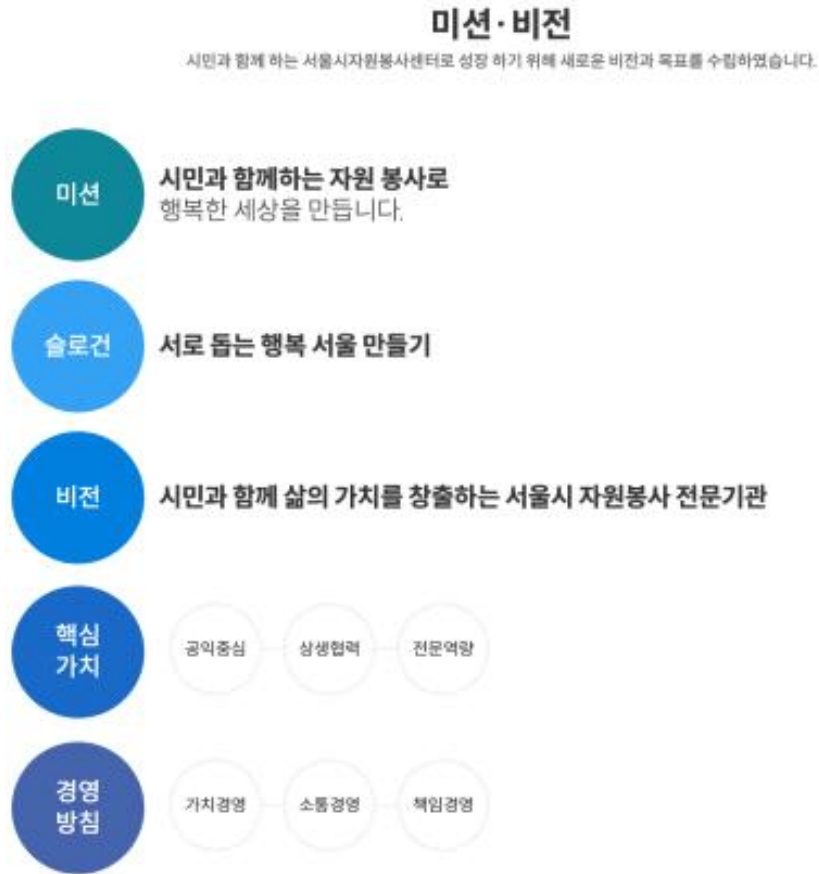 미션·비전
시민과 함께 하는 서울시자원봉사센터로 성장 하기 위해 새로운 비전과 목표를 수립하였습니다.
미션
시민과 함께하는 자원 봉사로
행복한 세상을 만듭니다.
슬로건
서로 돕는 행복 서울 만들기
비전
시민과 함께 삶의 가치를 창출하는 서울시 자원봉사 전문기관
핵심
가치
공익중심 상생협력 전문역량
경영
방침
가치경영 소통경영 책임경영